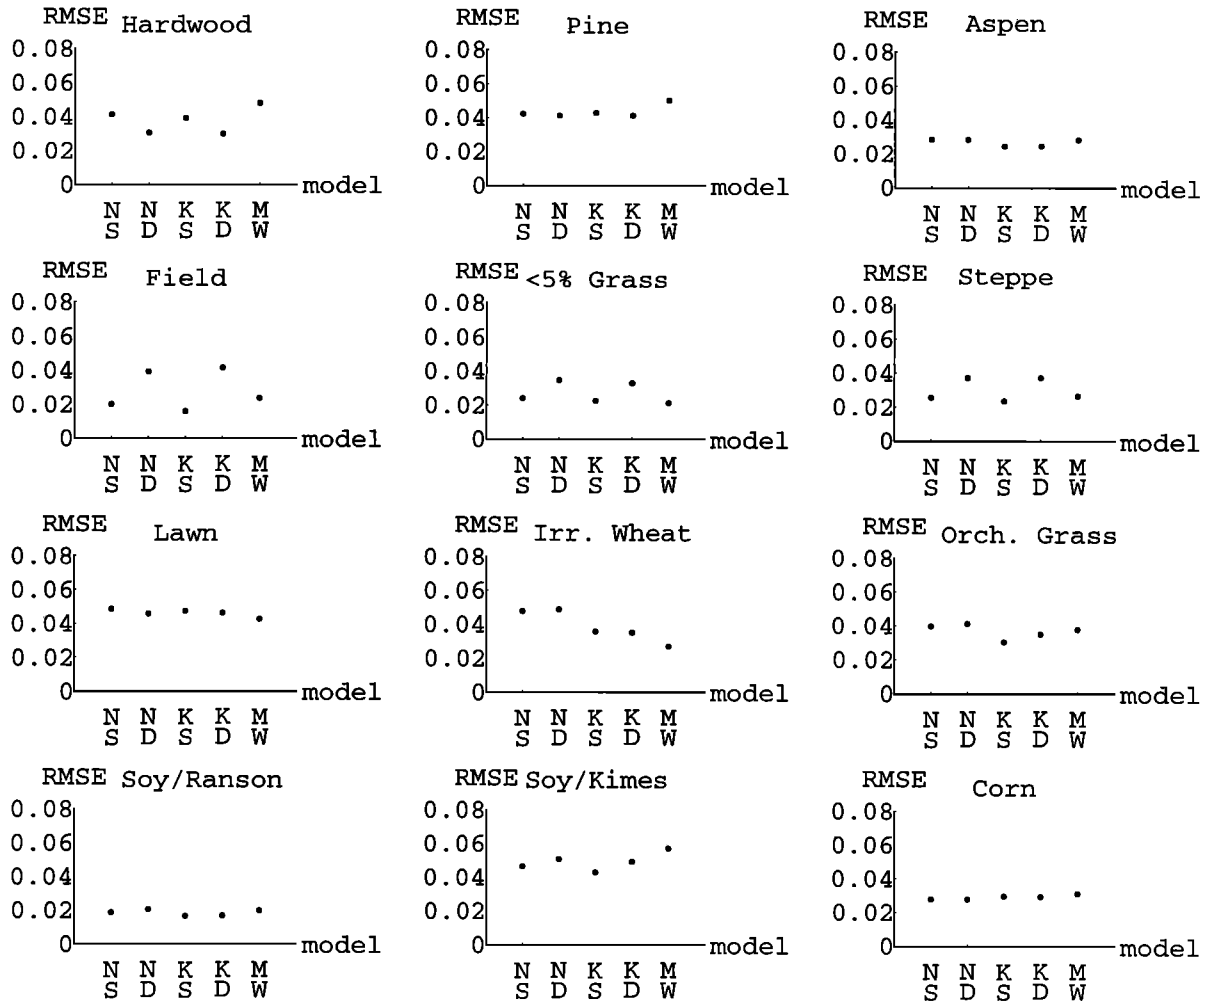 RMSE Hardwood
0.08
0.06
0.04
0.02
0 model
N N K K M
S D S D W
RMSE Pine
0.08
0.06
0.04
0.02
0 model
N N K K M
S D S D W
RMSE Aspen
0.08
0.06
0.04
0.02
0 model
N N K K M
S D S D W
RMSE Field
0.08
0.06
0.04
0.02
0 model
N N K K M
S D S D W
RMSE <5% Grass
0.08
0.06
0.04
0.02
0 model
N N K K M
S D S D W
RMSE Steppe
0.08
0.06
0.04
0.02
0 model
N N K K M
S D S D W
RMSE Lawn
0.08
0.06
0.04
0.02
0 model
N N K K M
S D S D W
RMSE Irr. Wheat
0.08
0.06
0.04
0.02
0 model
N N K K M
S D S D W
RMSE Orch. Grass
0.08
0.06
0.04
0.02
0 model
N N K K M
S D S D W
RMSE Soy/Ranson
0.08
0.06
0.04
0.02
0 model
N N K K M
S D S D W
RMSE Soy/Kimes
0.08
0.06
0.04
0.02
0 model
N N K K M
S D S D W
RMSE Corn
0.08
0.06
0.04
0.02
0 model
N N K K M
S D S D W